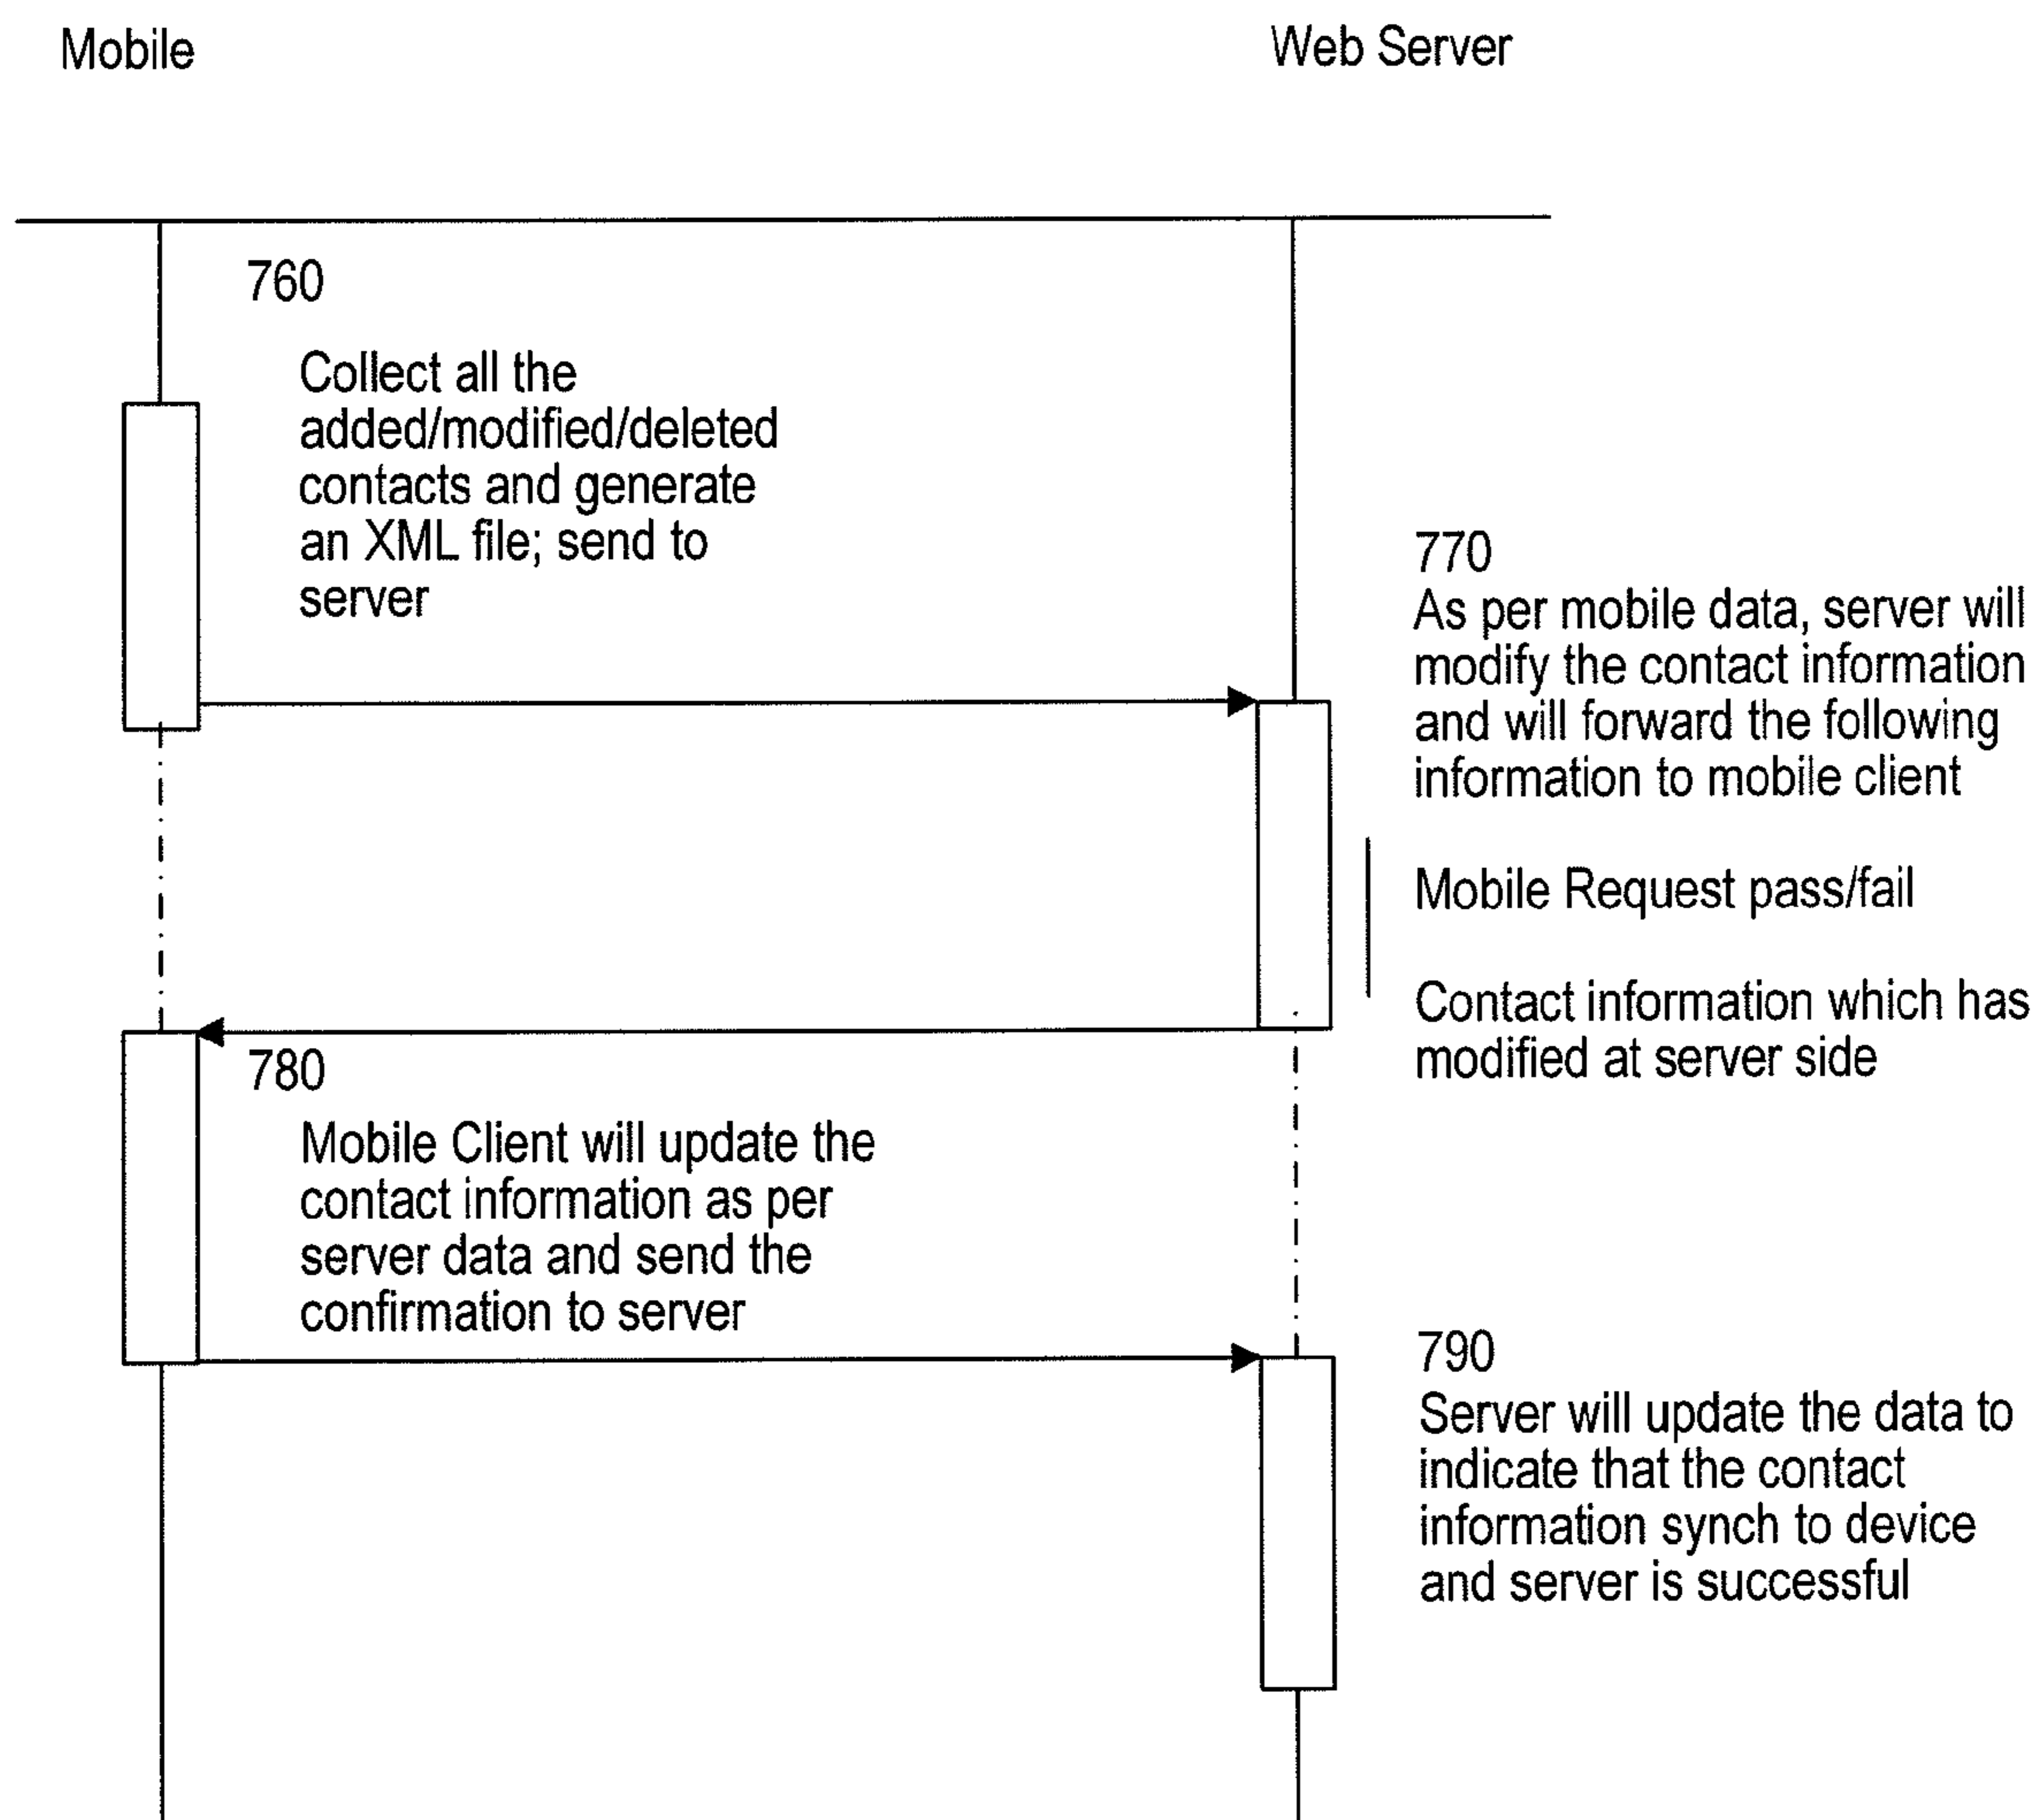 Mobile
Web Server
760
Collect all the
added/modified/deleted
contacts and generate
an XML file; send to
server
770
As per mobile data, server will
modify the contact information
and will forward the following
information to mobile client
Mobile Request pass/fail
Contact information which has
modified at server side
780
Mobile Client will update the
contact information as per
server data and send the
confirmation to server
790
Server will update the data to
indicate that the contact
information synch to device
and server is successful